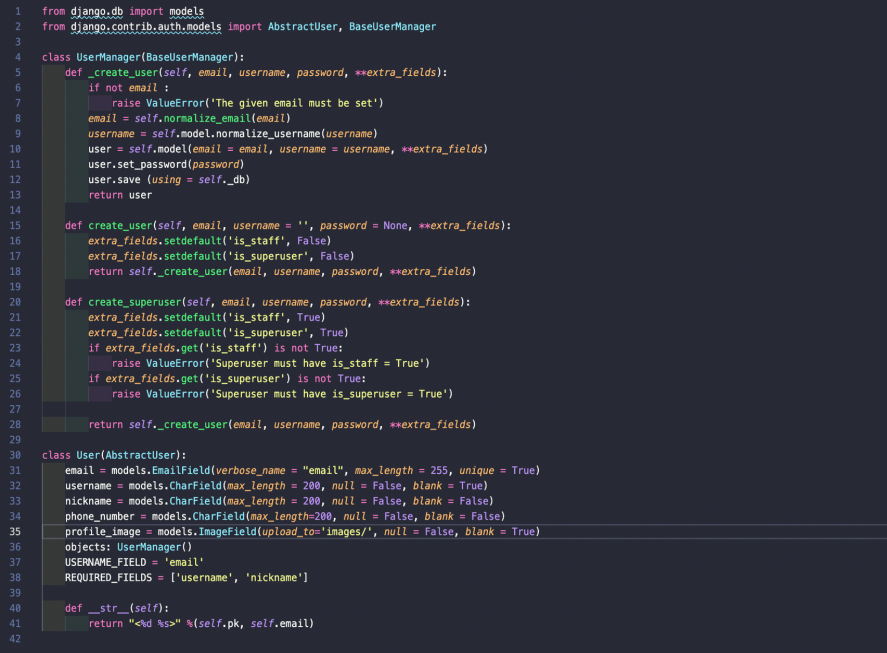 1 from django.db import models
2 from django.contrib.auth.models import AbstractUser, BaseUserManager
3
4 class UserManager(BaseUserManager):
5     def _create_user(self, email, username, password, **extra_fields):
6         if not email :
7             raise ValueError('The given email must be set')
8         email = self.normalize_email(email)
9         username = self.model.normalize_username(username)
10         user = self.model(email = email, username = username, **extra_fields)
11         user.set_password(password)
12         user.save (using = self._db)
13         return user
14
15     def create_user(self, email, username = '', password = None, **extra_fields):
16         extra_fields.setdefault('is_staff', False)
17         extra_fields.setdefault('is_superuser', False)
18         return self._create_user(email, username, password, **extra_fields)
19
20     def create_superuser(self, email, username, password, **extra_fields):
21         extra_fields.setdefault('is_staff', True)
22         extra_fields.setdefault('is_superuser', True)
23         if extra_fields.get('is_staff') is not True:
24             raise ValueError('Superuser must have is_staff = True')
25         if extra_fields.get('is_superuser') is not True:
26             raise ValueError('Superuser must have is_superuser = True')
27
28         return self._create_user(email, username, password, **extra_fields)
29
30 class User(AbstractUser):
31     email = models.EmailField(verbose_name = "email", max_length = 255, unique = True)
32     username = models.CharField(max_length = 200, null = False, blank = True)
33     nickname = models.CharField(max_length = 200, null = False, blank = False)
34     phone_number = models.CharField(max_length=200, null = False, blank = False)
35     profile_image = models.ImageField(upload_to='images/', null = False, blank = True)
36     objects: UserManager()
37     USERNAME_FIELD = 'email'
38     REQUIRED_FIELDS = ['username', 'nickname']
39
40     def __str__(self):
41         return "<%d %s>" %(self.pk, self.email)
42